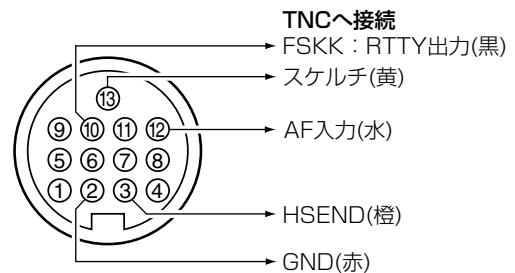 TNCへ接続
FSKK：RTTY出力(黒)
スケルチ(黄)
⑬
⑨ ⑩ ⑪ ⑫
AF入力(水)
⑤ ⑥ ⑦ ⑧
① ② ③ ④
HSEND(橙)
GND(赤)